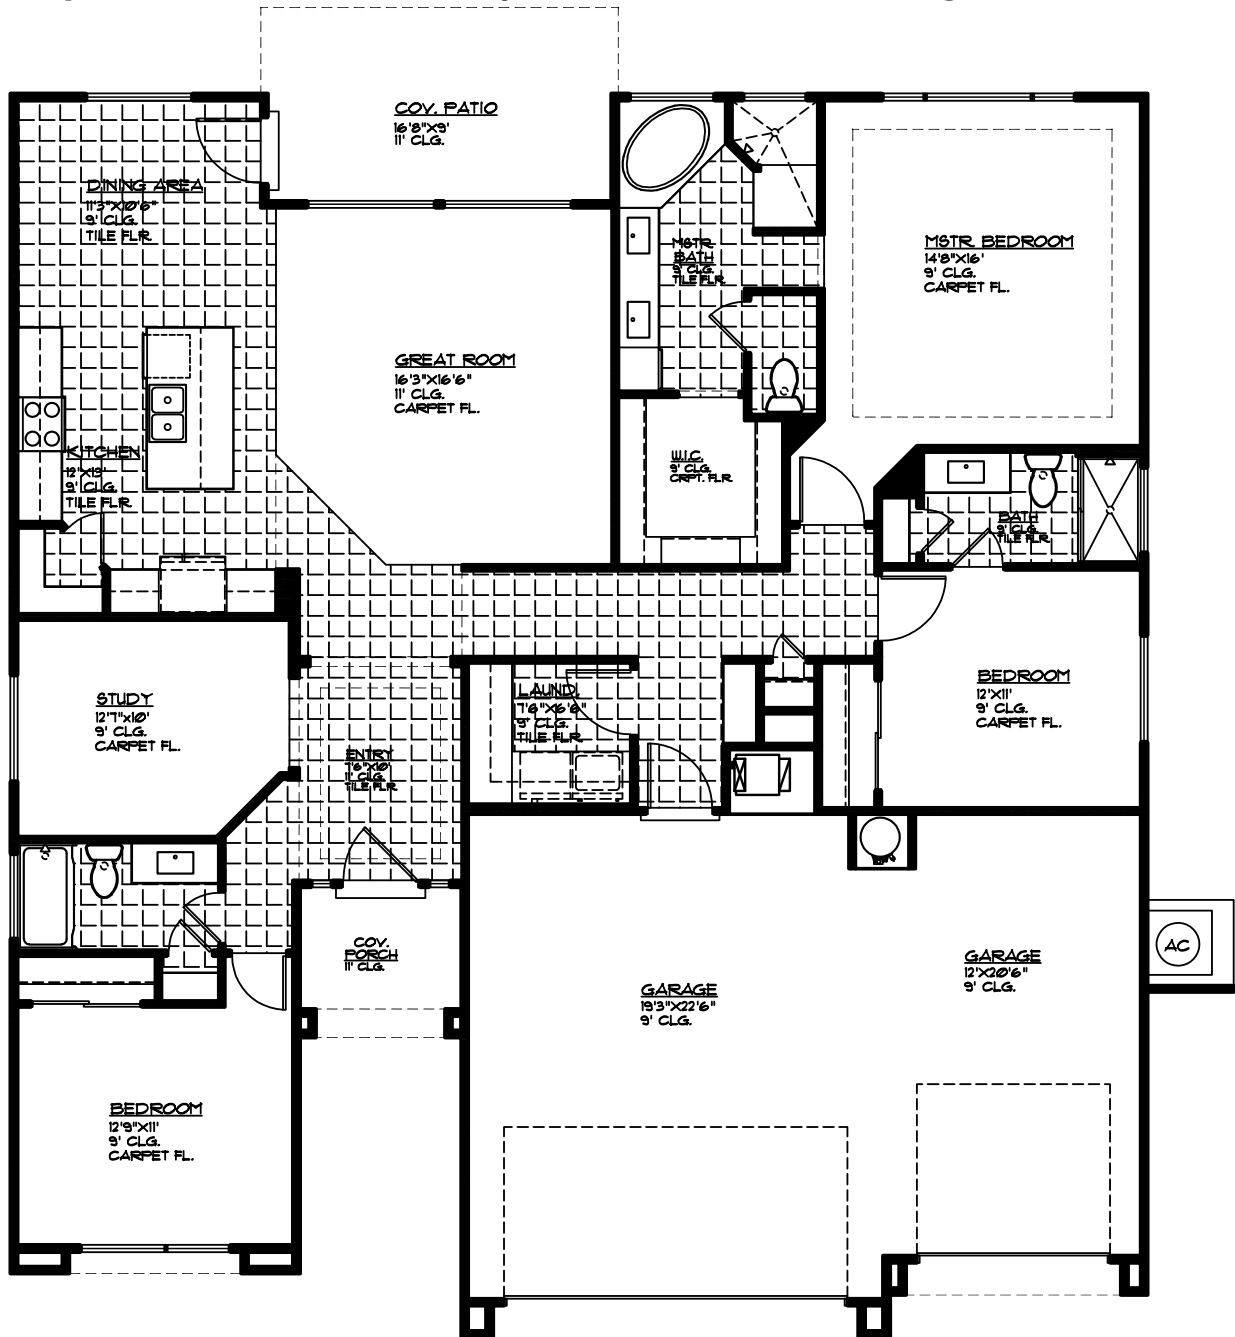 COV. PATIO
16'8"X9'
11' CLG.
DINING AREA
11'3"X10'6"
9' CLG.
TILE FLR.
MSTR.
BATH
9' CLG.
TILE FLR.
MSTR. BEDROOM
14'8"X16'
9' CLG.
CARPET FL.
GREAT ROOM
16'3"X16'6"
11' CLG.
CARPET FL.
KITCHEN
12'X13'
9' CLG.
TILE FLR.
W.I.C.
9' CLG.
CRPT. FLR.
BATH
9' CLG.
TILE FLR.
STUDY
12'7"x10'
9' CLG.
CARPET FL.
LAUND.
7'6"X6'6"
9' CLG.
TILE FLR.
BEDROOM
12'X11'
9' CLG.
CARPET FL.
ENTRY
7'6"X10'
11' CLG.
TILE FLR.
COV.
PORCH
11' CLG.
GARAGE
19'3"X22'6"
9' CLG.
GARAGE
12'X20'6"
9' CLG.
AC
BEDROOM
12'9"X11'
9' CLG.
CARPET FL.